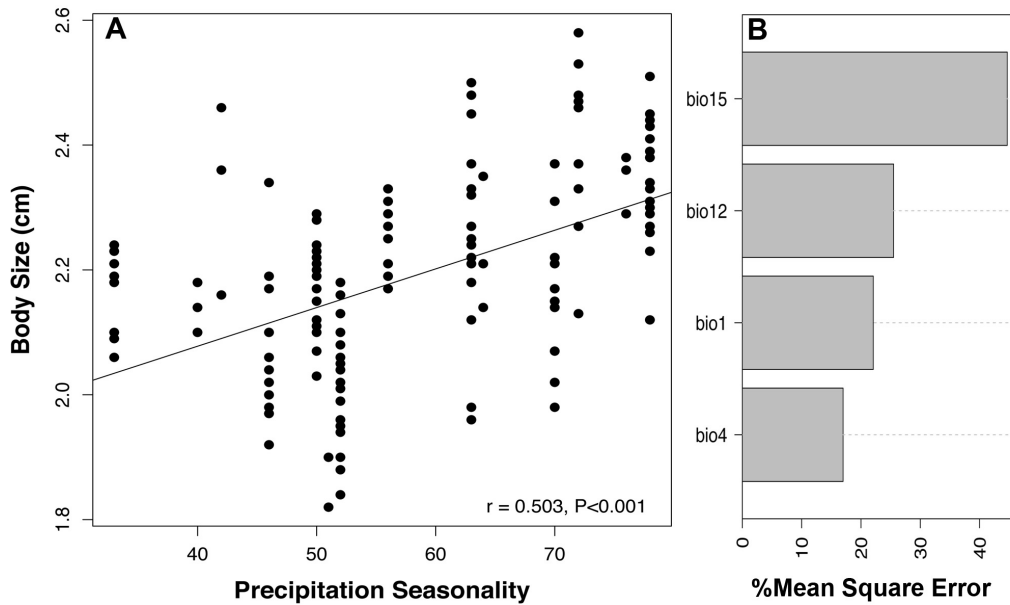 A
Body Size (cm)
2.6
2.4
2.2
2.0
1.8
r = 0.503, P<0.001
40 50 60 70
Precipitation Seasonality
B
bio15
bio12
bio1
bio4
0 10 20 30 40
%Mean Square Error